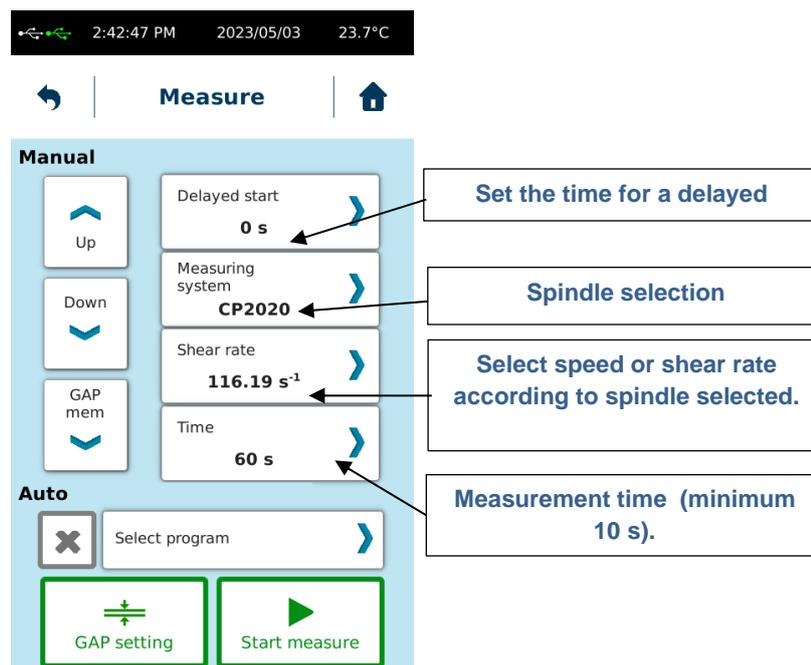 2:42:47 PM 2023/05/03 23.7°C
Measure
Manual
Up
Down
GAP
mem
Delayed start
0 s
Measuring
system
CP2020
Shear rate
116.19 s⁻¹
Time
60 s
Auto
Select program
GAP setting
Start measure
Set the time for a delayed
Spindle selection
Select speed or shear rate
according to spindle selected.
Measurement time (minimum
10 s).